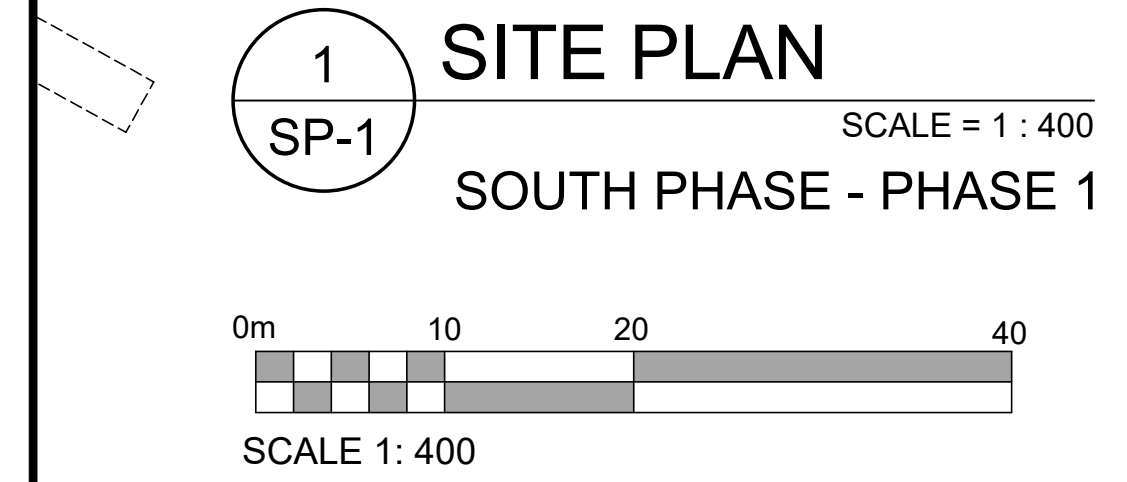 1
SP-1
SITE PLAN
SCALE = 1 : 400
SOUTH PHASE - PHASE 1
0m 10 20 40
SCALE 1: 400